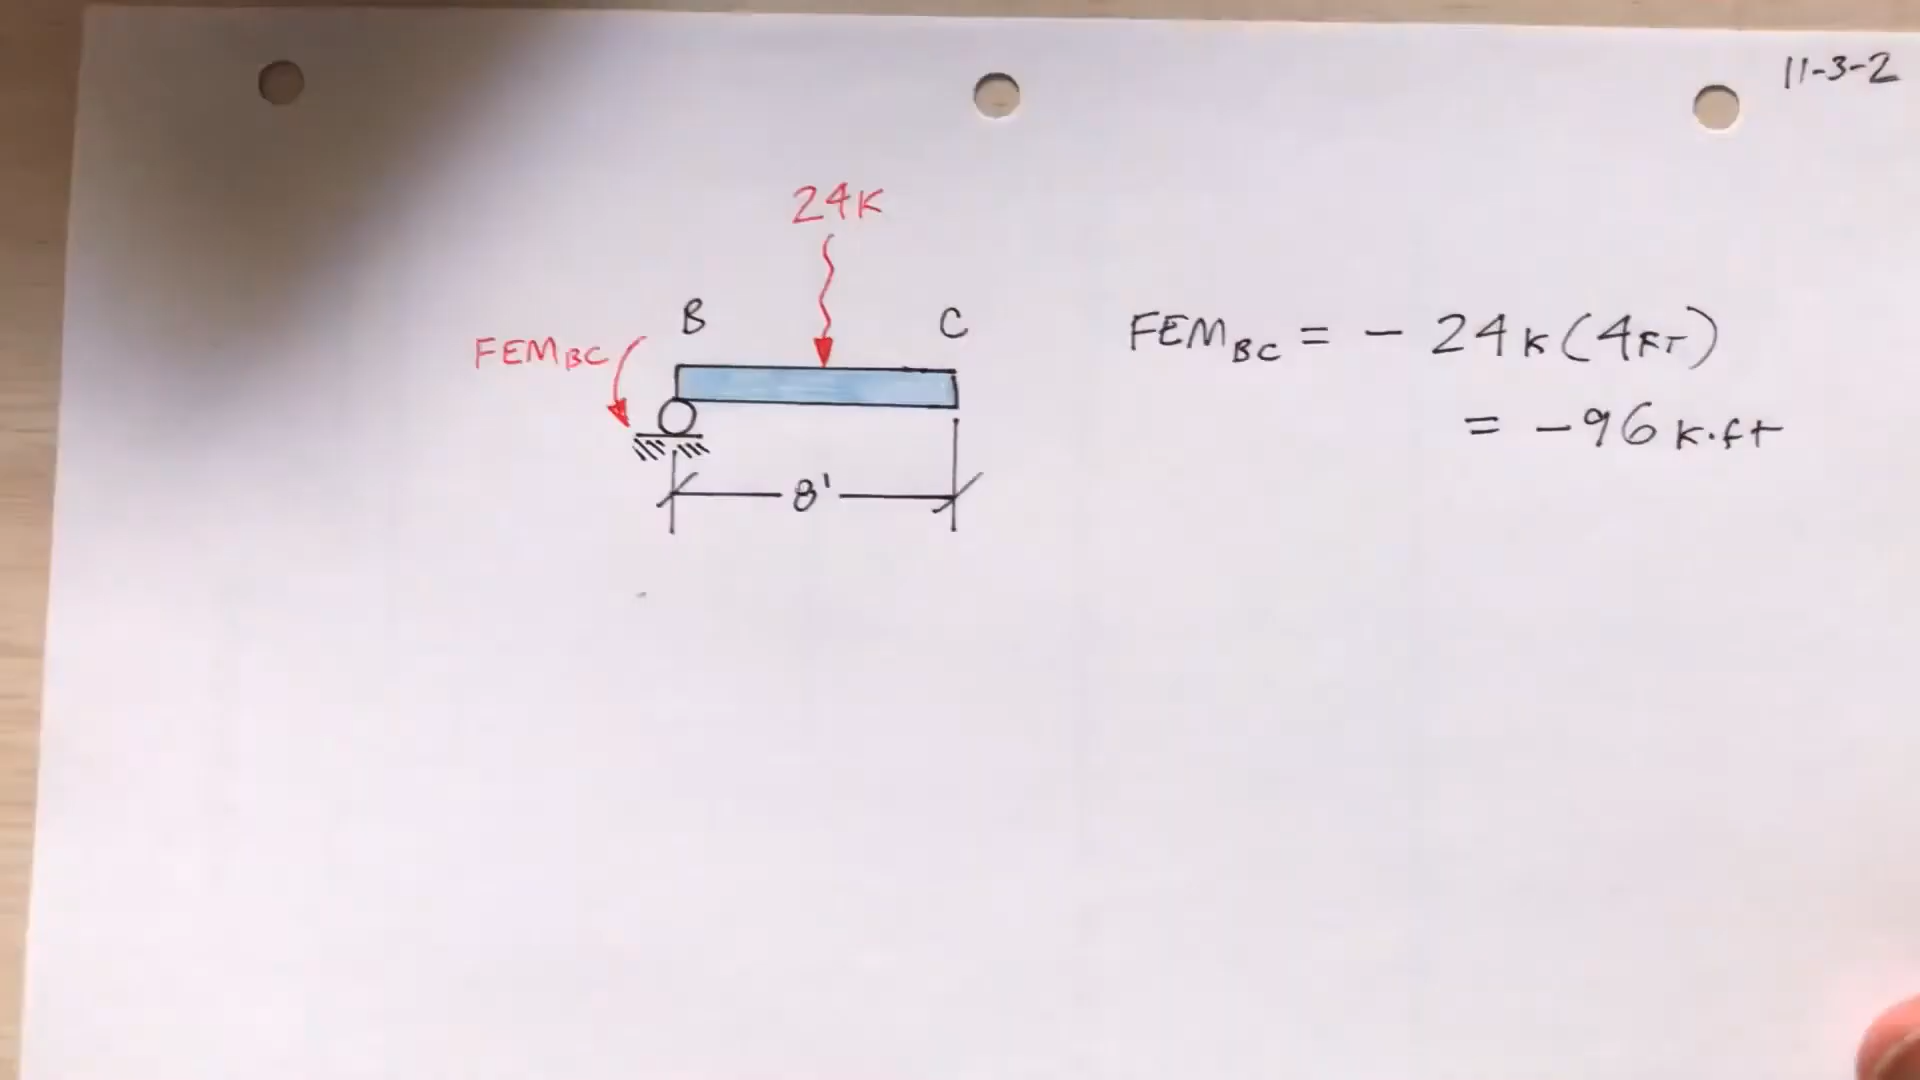 11-3-2
24K
B
C
FEMBC
8'
FEMBC = - 24K(4FT)
= -96 K·ft